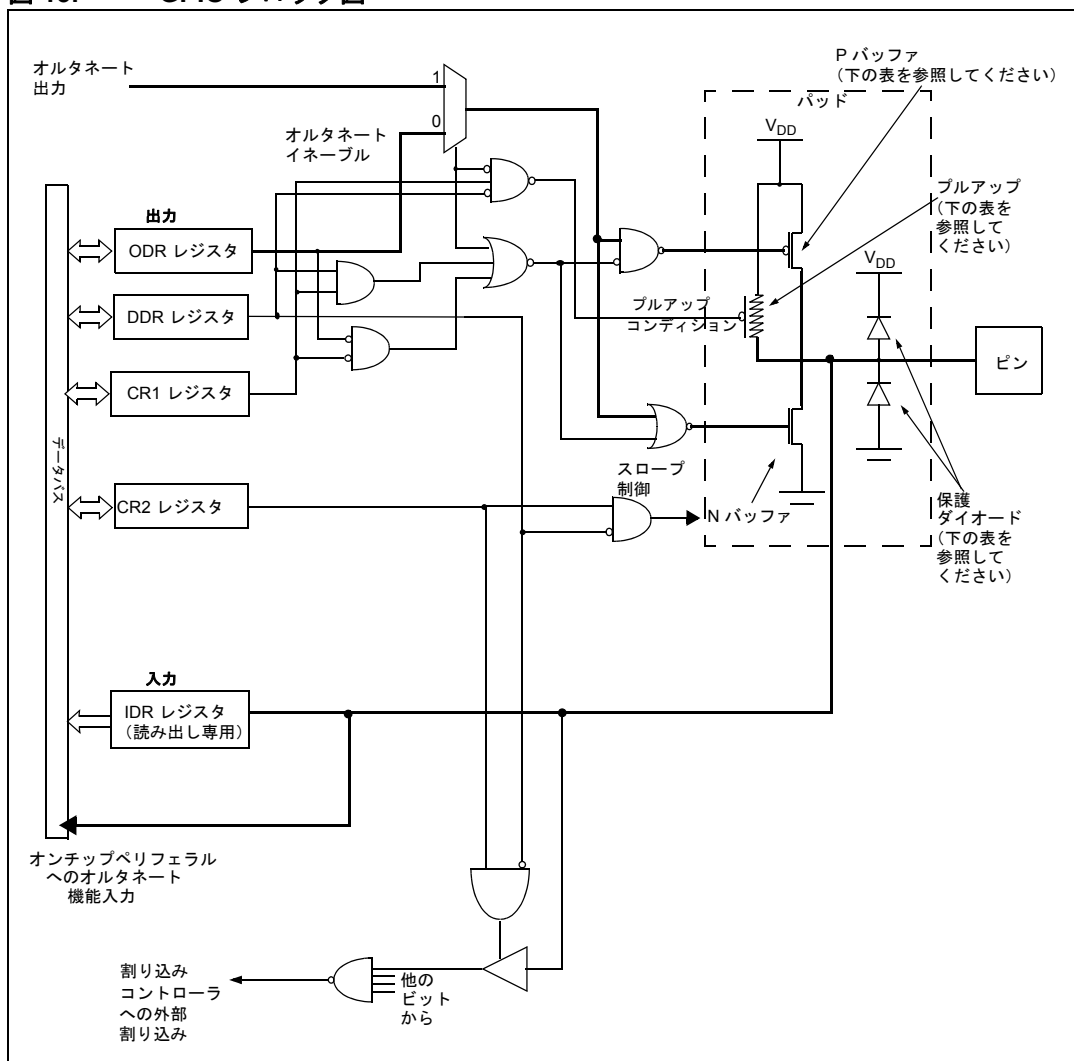 オルタネート
出力
1
0
オルタネート
イネーブル
P バッファ
(下の表を参照してください)
パッド
VDD
プルアップ
(下の表を
参照して
ください)
出力
ODR レジスタ
DDR レジスタ
CR1 レジスタ
CR2 レジスタ
データバス
プルアップ
コンディション
VDD
ピン
スロープ
制御
N バッファ
保護
ダイオード
(下の表を
参照して
ください)
入力
IDR レジスタ
(読み出し専用)
オンチップペリフェラル
へのオルタネート
機能入力
割り込み
コントローラ
への外部
割り込み
他の
ビット
から